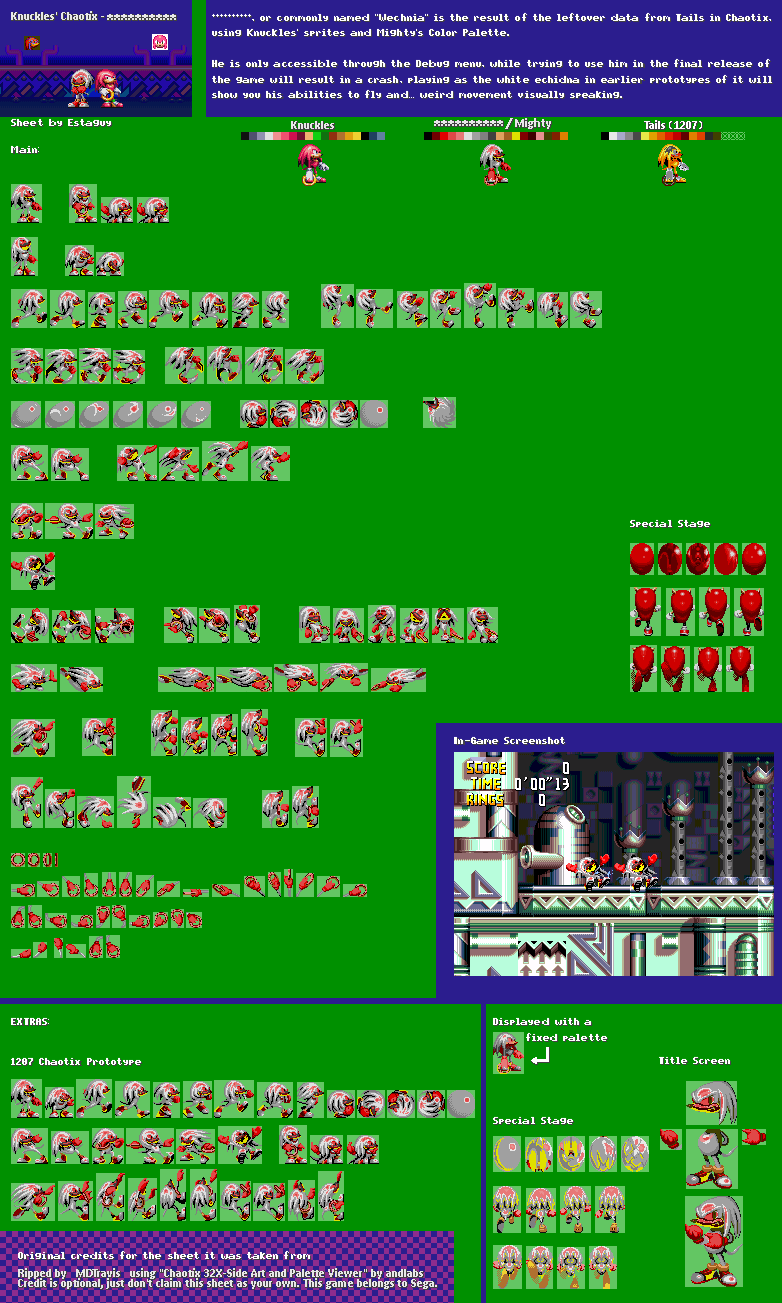 Knuckles' Chaotix - **********
**********, or commonly named "Wechnia" is the result of the leftover data from Tails in Chaotix,
using Knuckles' sprites and Mighty's Color Palette.
He is only accessible through the Debug menu, while trying to use him in the final release of
the game will result in a crash, playing as the white echidna in earlier prototypes of it will
show you his abilities to fly and... weird movement visually speaking.
Sheet by Estaguy
Knuckles
**********/Mighty
Tails (1207)
Main:
Special Stage
In-Game Screenshot
SCORE 0
TIME 0'00"13
RINGS 0
EXTRAS:
1207 Chaotix Prototype
Displayed with a
fixed palette
Title Screen
Special Stage
Original credits for the sheet it was taken from
Ripped by MDTravis using "Chaotix 32X-Side Art and Palette Viewer" by andlabs
Credit is optional, just don't claim this sheet as your own. This game belongs to Sega.